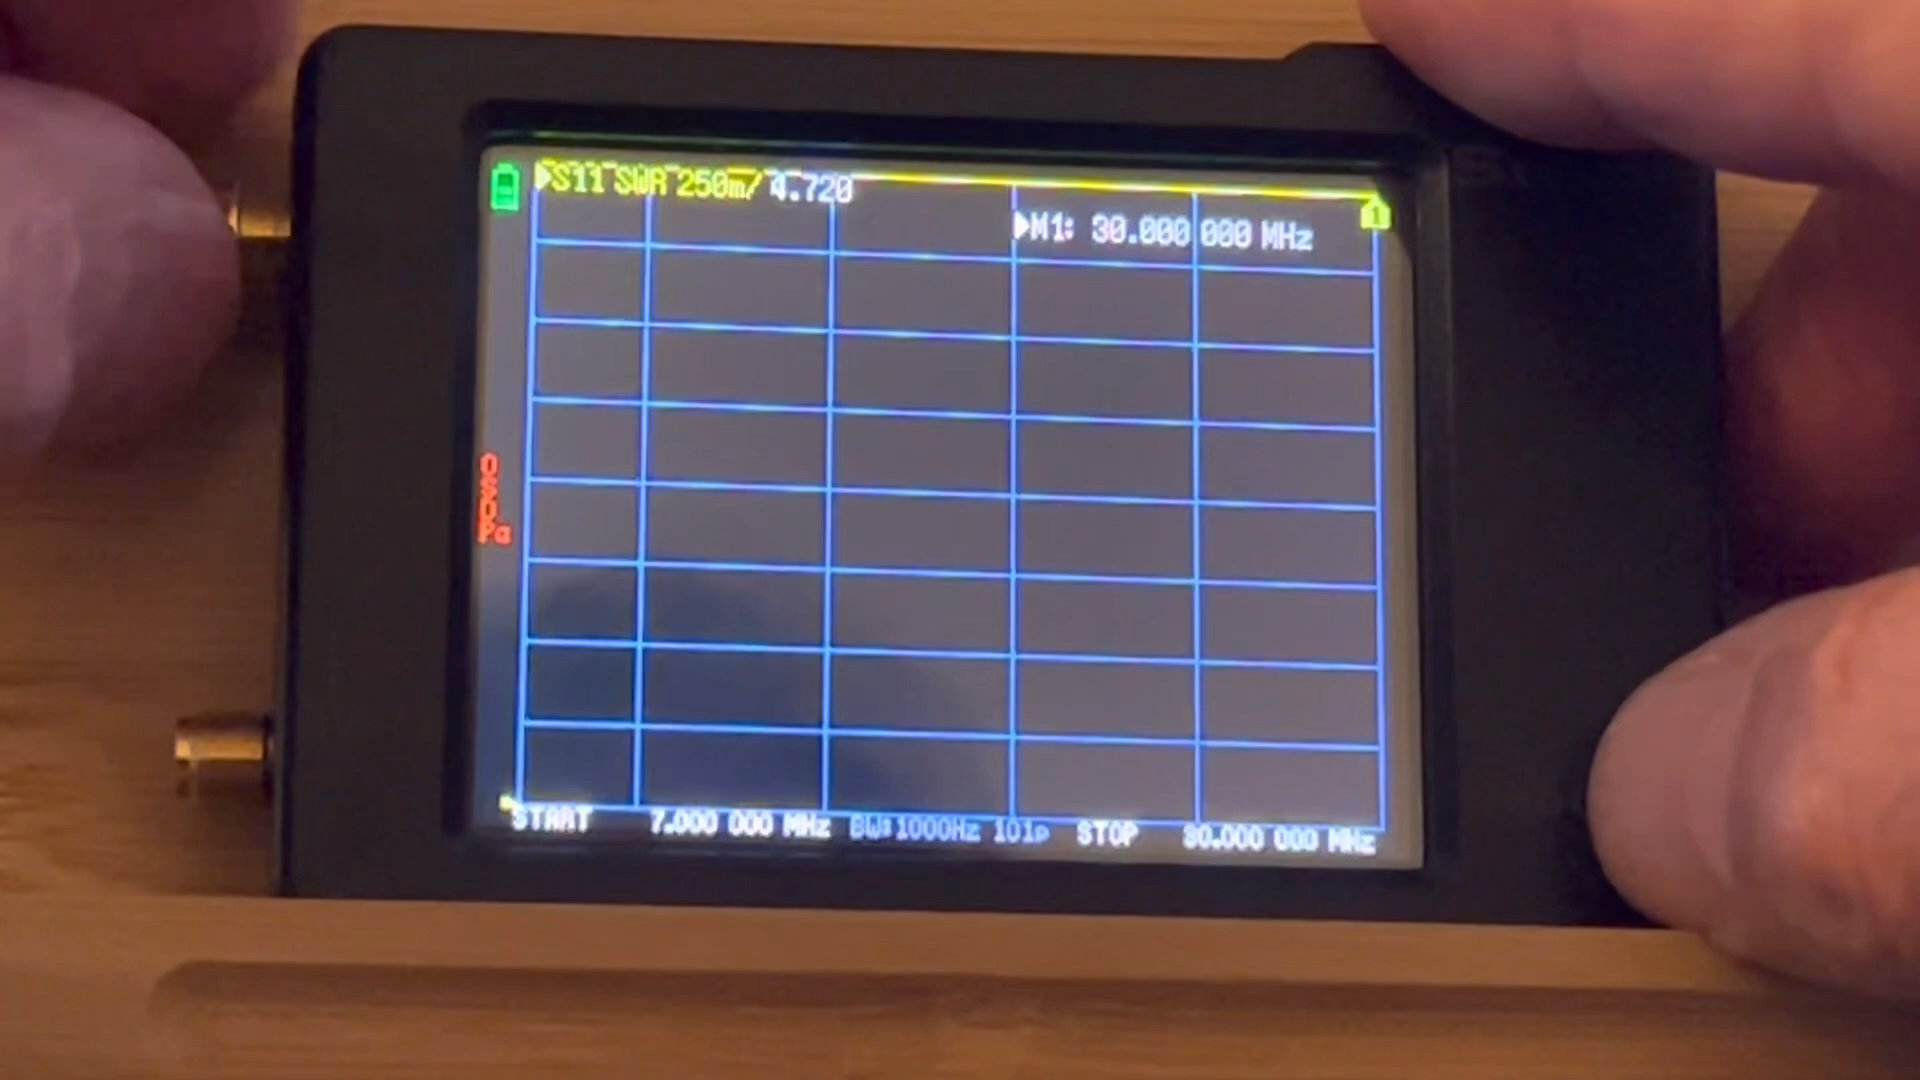 S11 SWR 250m/ 4.720
M1: 30.000 000 MHz
START 7.000 000 MHz BW:1000Hz 101p STOP 30.000 000 MHz